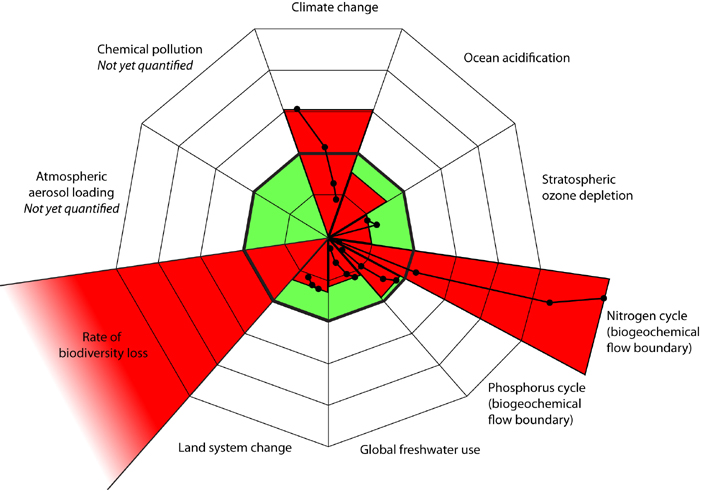 Climate change
Chemical pollution
Not yet quantified
Ocean acidification
Atmospheric
aerosol loading
Not yet quantified
Stratospheric
ozone depletion
Rate of
biodiversity loss
Nitrogen cycle
(biogeochemical
flow boundary)
Phosphorus cycle
(biogeochemical
flow boundary)
Land system change
Global freshwater use